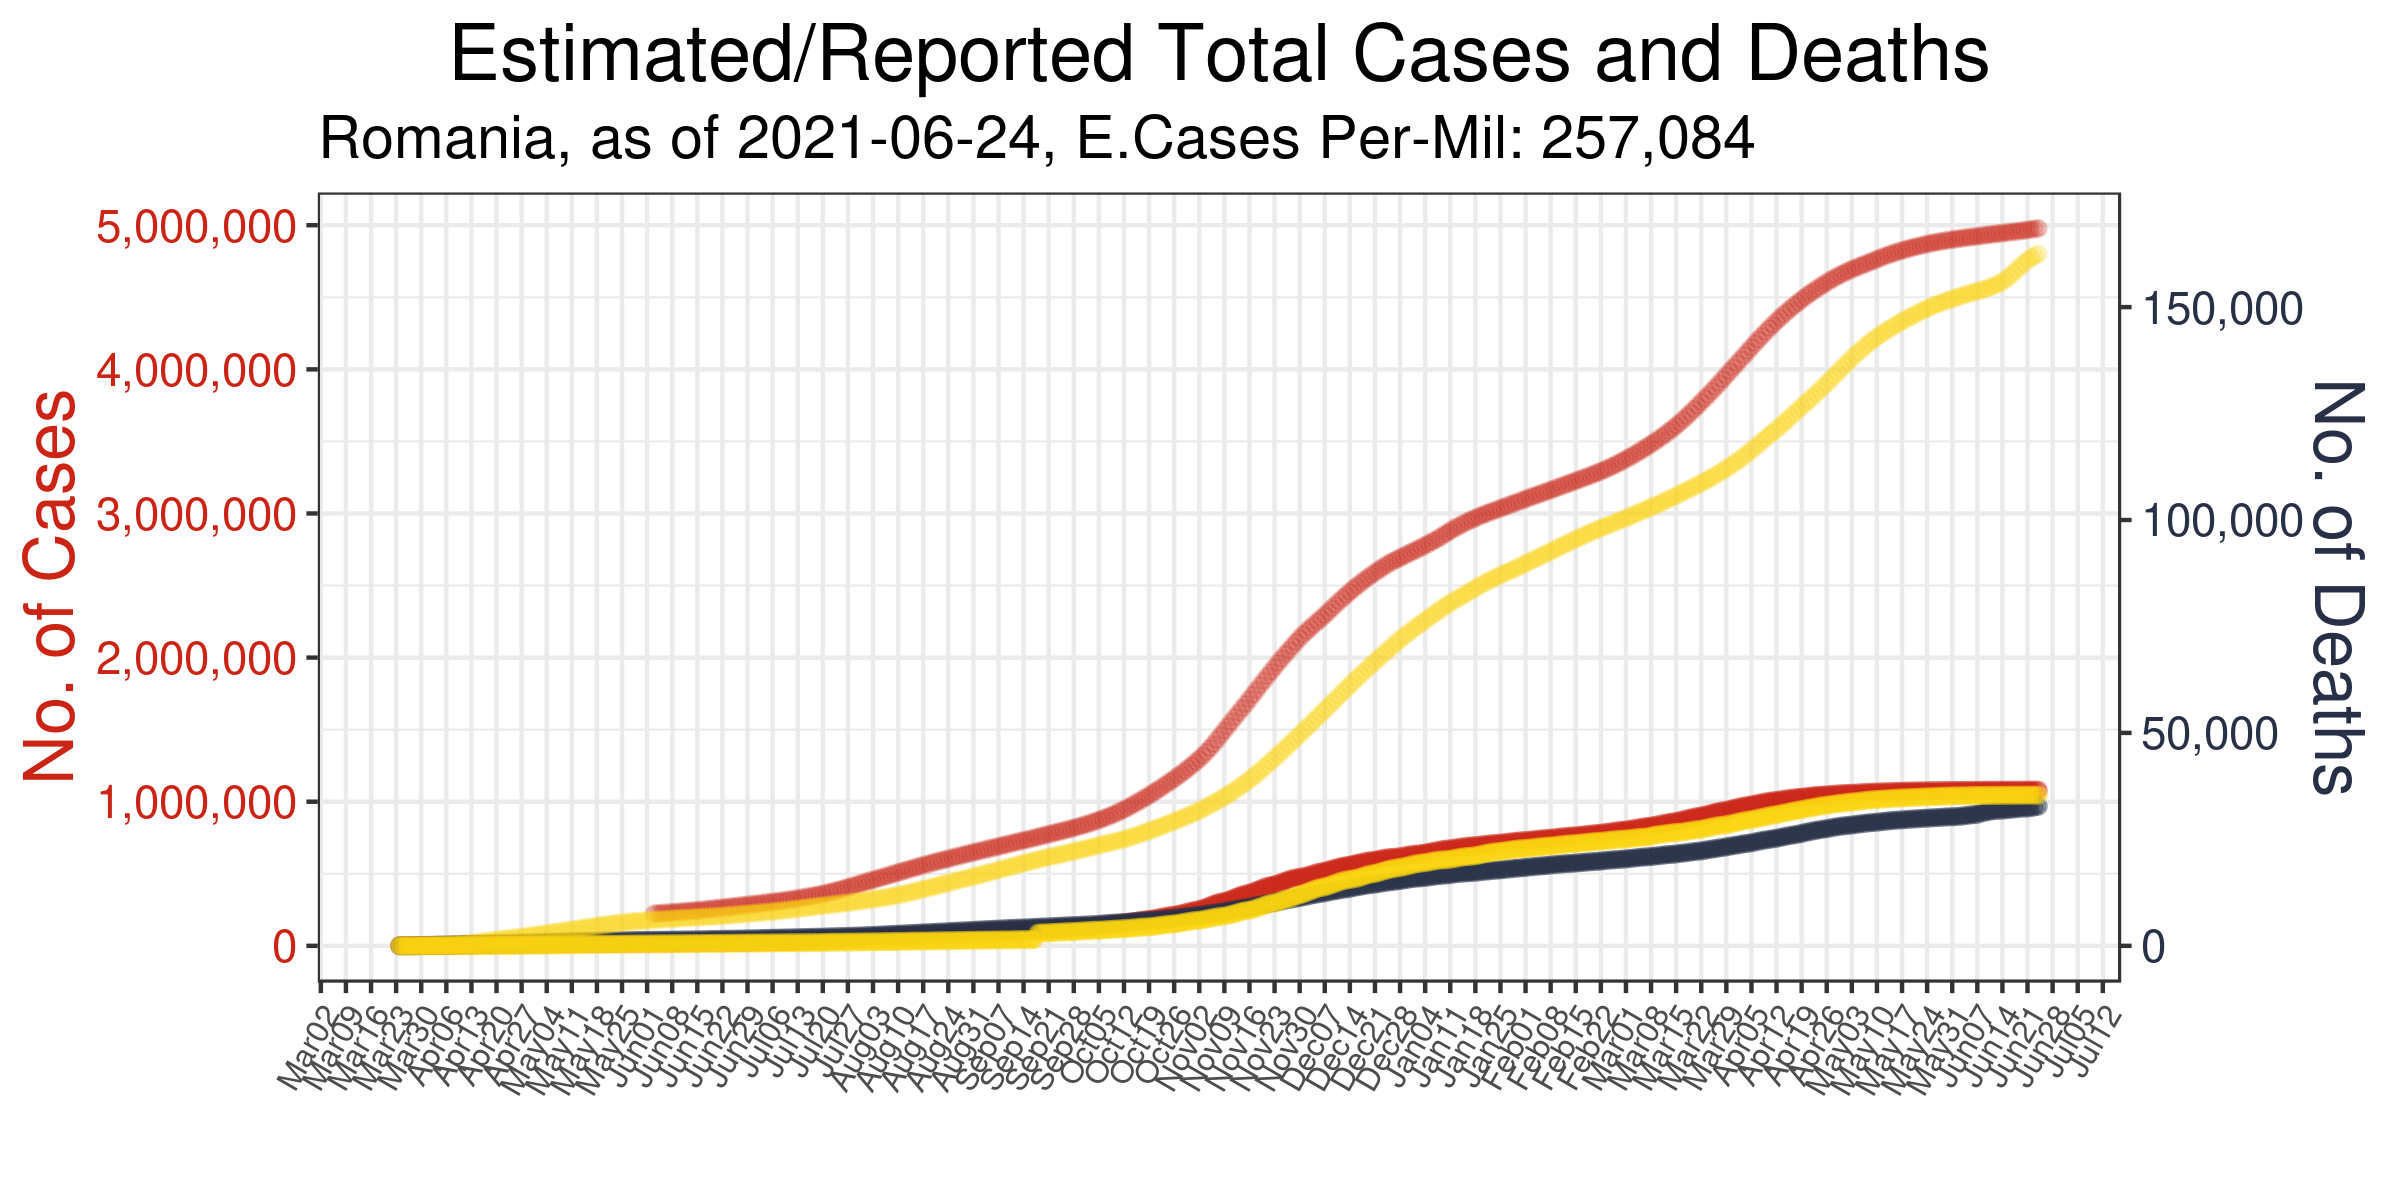 Estimated/Reported Total Cases and Deaths
Romania, as of 2021-06-24, E.Cases Per-Mil: 257,084
No. of Cases
5,000,000
4,000,000
3,000,000
2,000,000
1,000,000
0
150,000
100,000
50,000
0
No. of Deaths
Mar02
Mar09
Mar16
Mar23
Mar30
Apr06
Apr13
Apr20
Apr27
May04
May11
May18
May25
Jun01
Jun08
Jun15
Jun22
Jun29
Jul06
Jul13
Jul20
Jul27
Aug03
Aug10
Aug17
Aug24
Aug31
Sep07
Sep14
Sep21
Sep28
Oct05
Oct12
Oct19
Oct26
Nov02
Nov09
Nov16
Nov23
Nov30
Dec07
Dec14
Dec21
Dec28
Dec04
Jan11
Jan18
Jan25
Jan01
Feb08
Feb15
Feb22
Mar01
Mar08
Mar15
Mar22
Mar29
Apr05
Apr12
Apr19
Apr26
May03
May10
May17
May24
May31
Jun07
Jun14
Jun21
Jun28
Jul05
Jul12